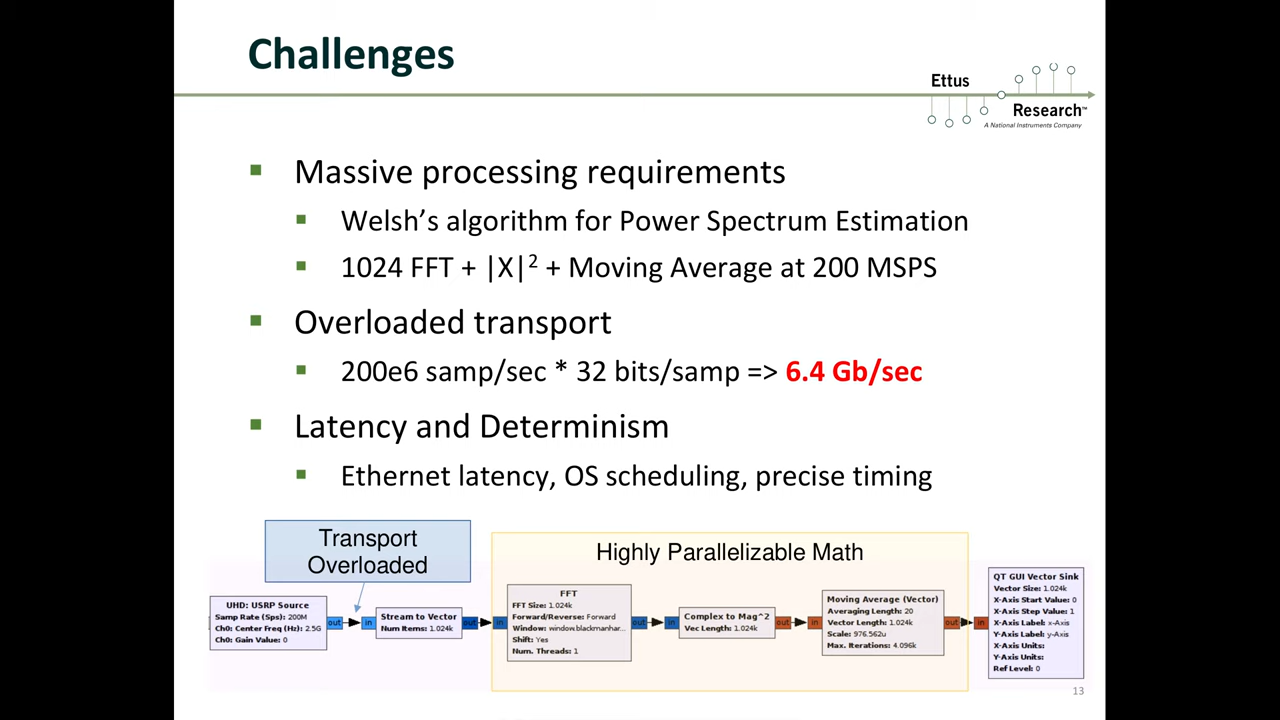 Challenges
Ettus
Research™
A National Instruments Company
Massive processing requirements
Welsh's algorithm for Power Spectrum Estimation
1024 FFT + |X|² + Moving Average at 200 MSPS
Overloaded transport
200e6 samp/sec * 32 bits/samp => 6.4 Gb/sec
Latency and Determinism
Ethernet latency, OS scheduling, precise timing
Transport
Overloaded
Highly Parallelizable Math
UHD: USRP Source
Samp Rate (Sps): 200M
Ch0: Center Freq (Hz): 2.5G
Ch0: Gain Value: 0
out
in
Stream to Vector
Num Items: 1.024k
out
in
FFT
FFT Size: 1.024k
Forward/Reverse: Forward
Window: window.blackmanhar...
Shift: Yes
Num. Threads: 1
out
in
Complex to Mag^2
Vec Length: 1.024k
out
in
Moving Average (Vector)
Averaging Length: 20
Vector Length: 1.024k
Scale: 976.562u
Max. Iterations: 4.096k
out
in
QT GUI Vector Sink
Vector Size: 1.024k
X-Axis Start Value: 0
X-Axis Step Value: 1
X-Axis Label: x-Axis
Y-Axis Label: y-Axis
X-Axis Units:
Y-Axis Units:
Ref Level: 0
13